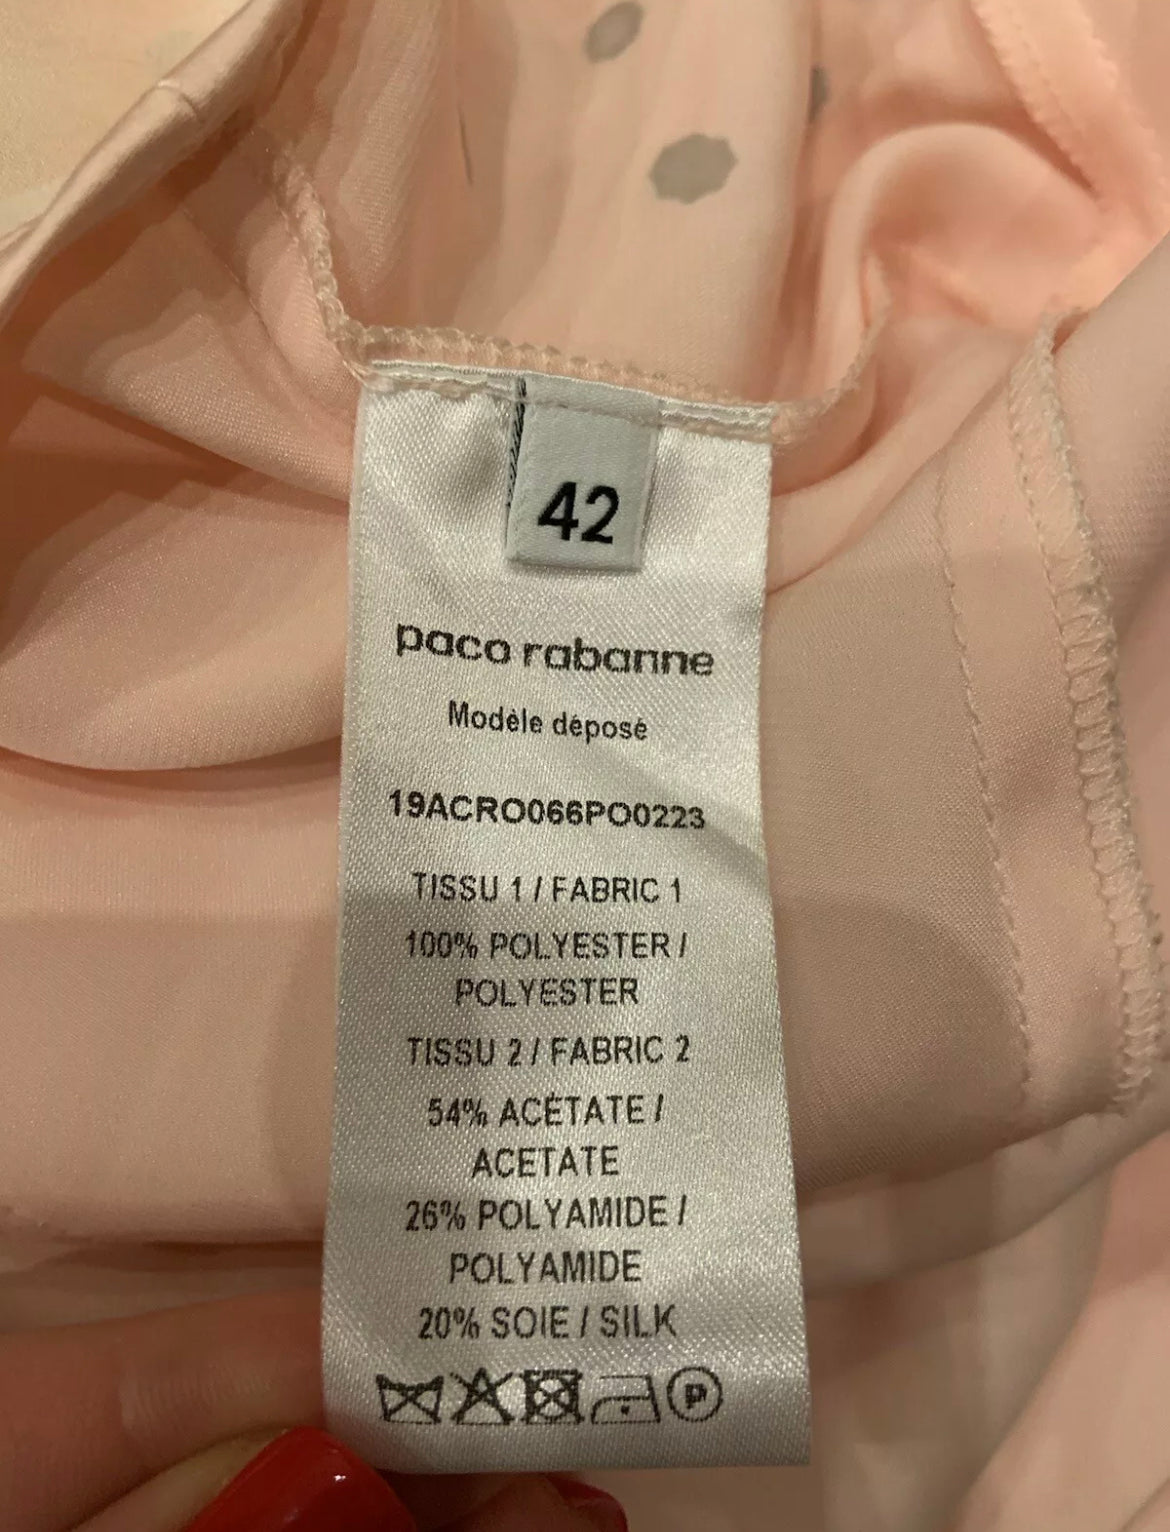 42
paco rabanne
Modèle déposé
19ACRO066PO0223
TISSU 1 / FABRIC 1
100% POLYESTER /
POLYESTER
TISSU 2 / FABRIC 2
54% ACÉTATE /
ACETATE
26% POLYAMIDE /
POLYAMIDE
20% SOIE / SILK
P